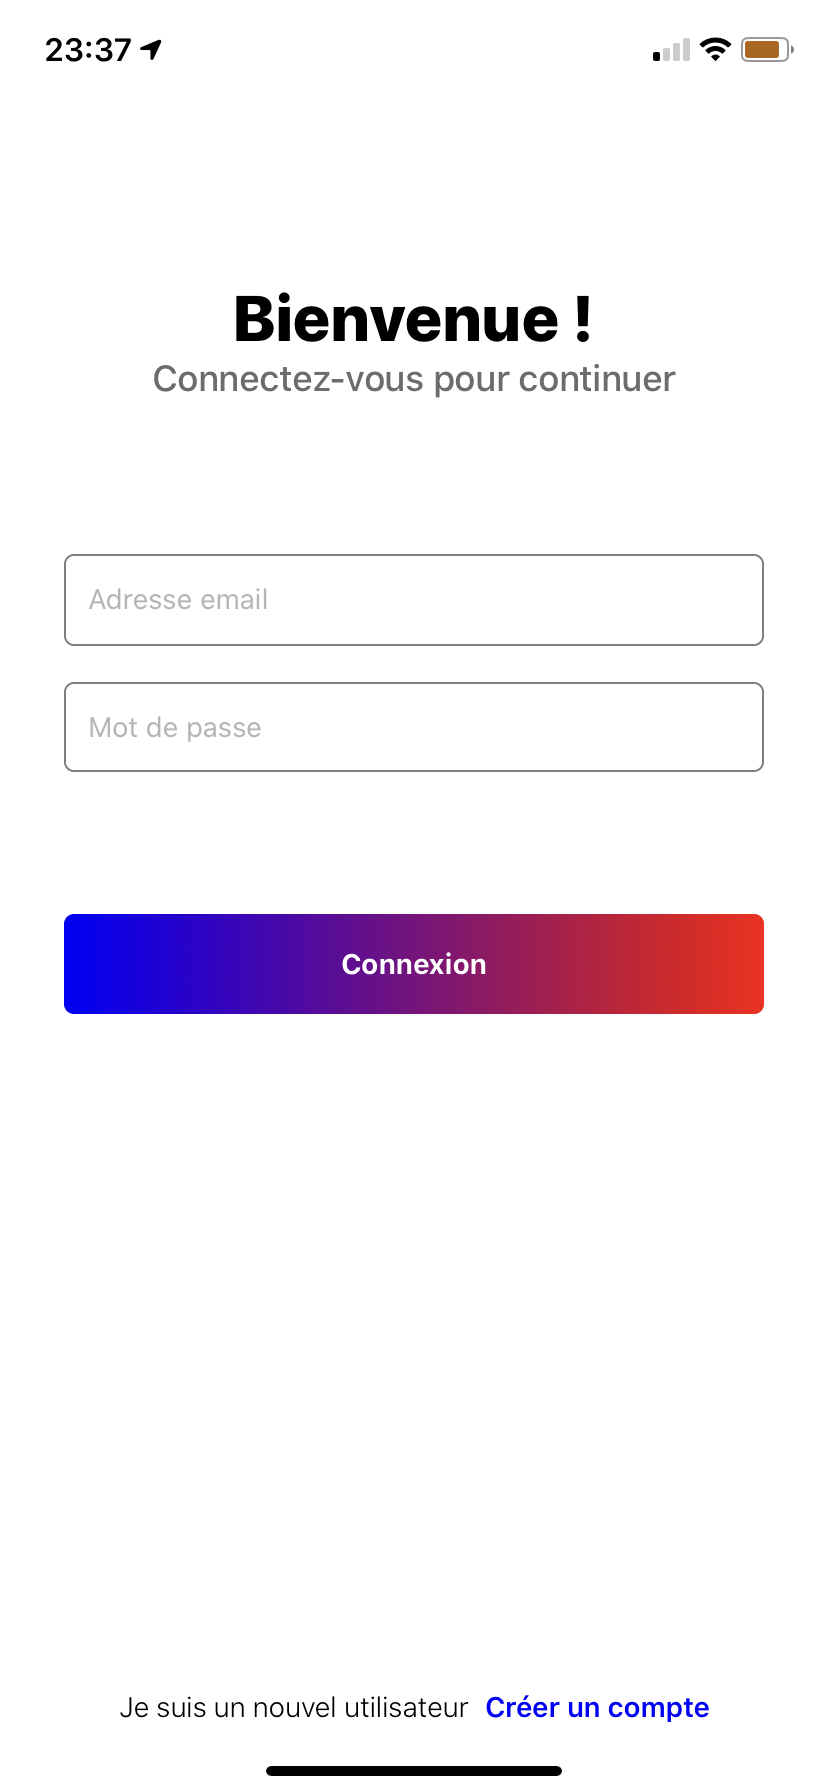 23:37
Bienvenue !
Connectez-vous pour continuer
Adresse email
Mot de passe
Connexion
Je suis un nouvel utilisateur Créer un compte